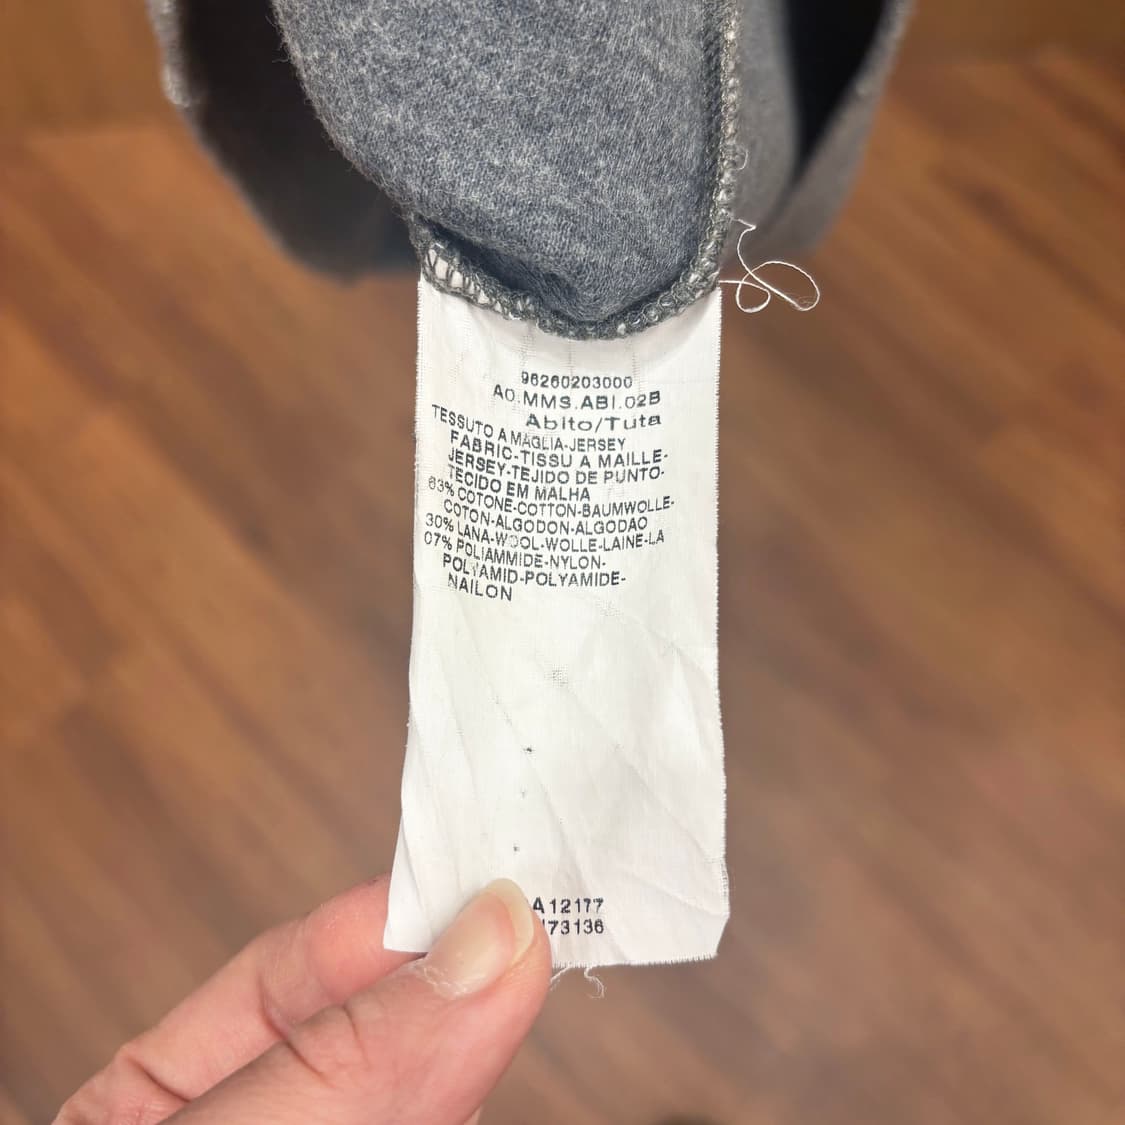 96260203000
A0.MMS.ABI.02B
Abito/Tuta
TESSUTO A MAGLIA-JERSEY
FABRIC-TISSU A MAILLE-
JERSEY-TEJIDO DE PUNTO-
TECIDO EM MALHA
63% COTONE-COTTON-BAUMWOLLE-
COTON-ALGODON-ALGODAO
30% LANA-WOOL-WOLLE-LAINE-LA
07% POLIAMMIDE-NYLON-
POLYAMID-POLYAMIDE-
NAILON
A12177
73136